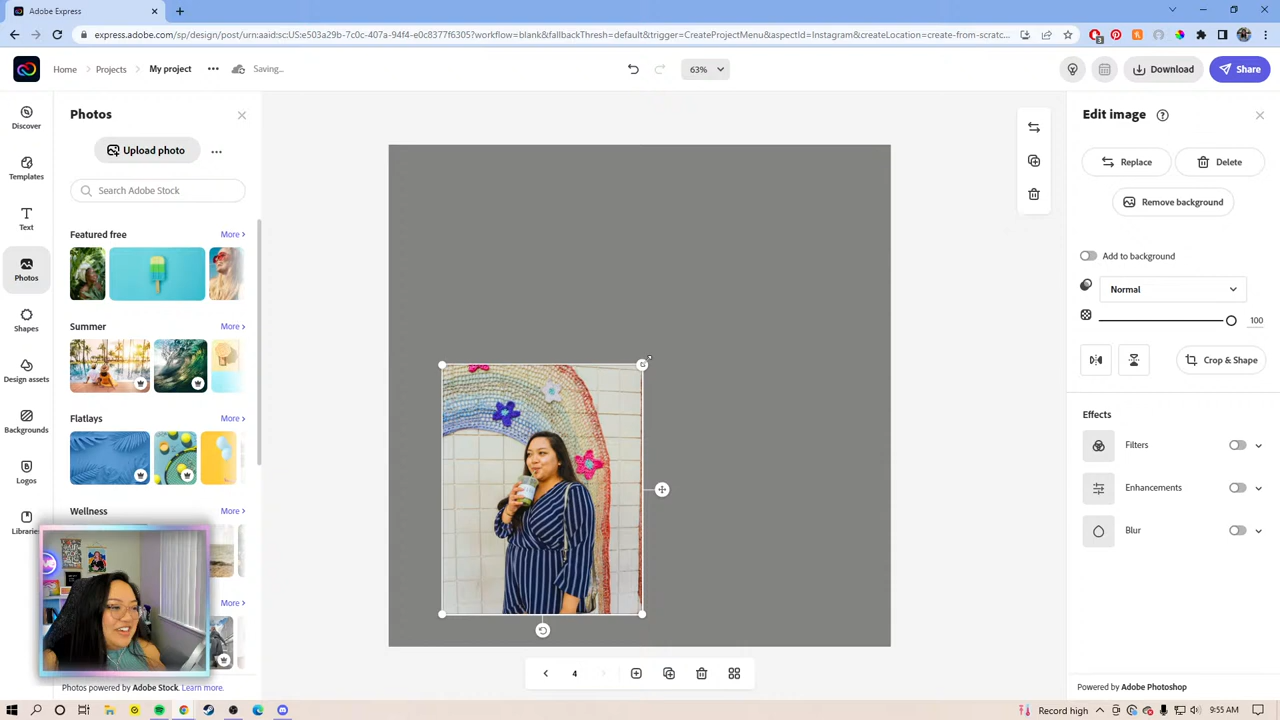 Adobe Express
express.adobe.com/sp/design/post/urn:aaid:sc:US:e503a29b-7c0c-407a-94f4-e0c8377f6305?workflow=blank&fallbackThresh=default&trigger=CreateProjectMenu&aspectId=Instagram&createLocation=create-from-scratc...
3
Home
Projects
My project
Saving...
63%
Download
Share
Discover
Templates
Text
Photos
Shapes
Design assets
Backgrounds
Logos
Libraries
Photos
Upload photo
Search Adobe Stock
Featured free
More
Summer
More
Flatlays
More
Wellness
More
More
Photos powered by Adobe Stock. Learn more.
4
Edit image
Replace
Delete
Remove background
Add to background
Normal
100
Crop & Shape
Effects
Filters
Enhancements
Blur
Powered by Adobe Photoshop
Record high
9:55 AM